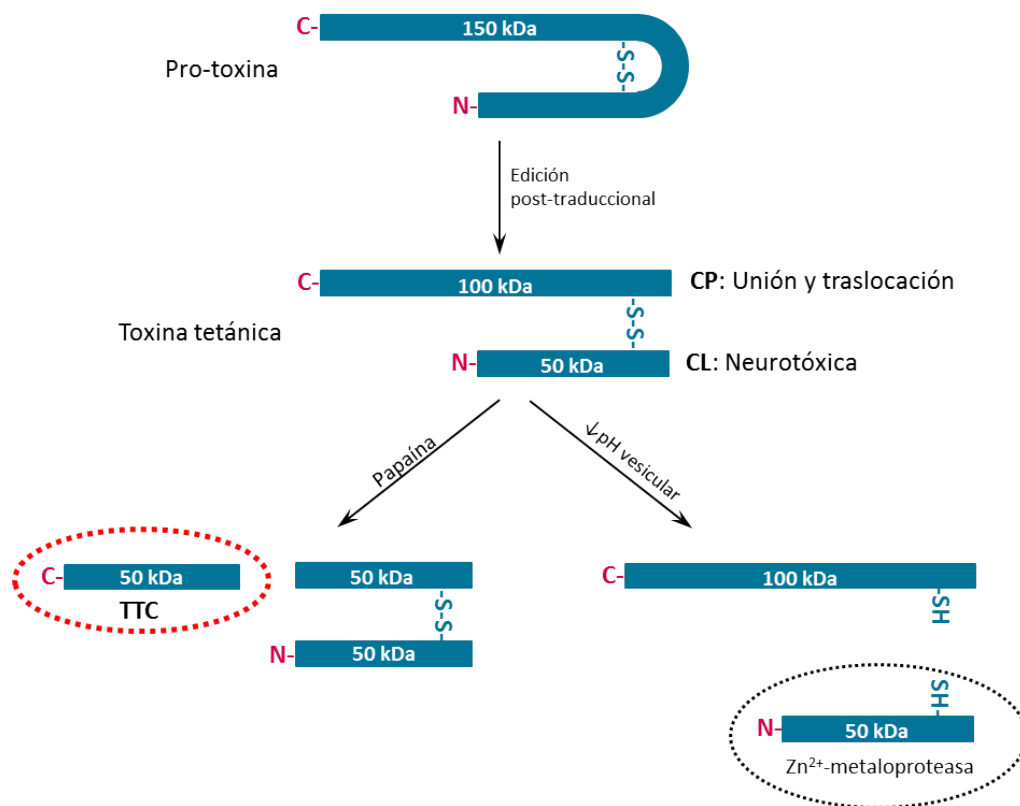 C-
150 kDa
-S-S-
Pro-toxina
N-
Edición
post-traduccional
C-
100 kDa
CP: Unión y traslocación
-S-S-
Toxina tetánica
N-
50 kDa
CL: Neurotóxica
Papaína
↓pH vesicular
C-
50 kDa
TTC
50 kDa
-S-S-
N-
50 kDa
C-
100 kDa
-SH
SH-
N-
50 kDa
Zn²⁺-metaloproteasa